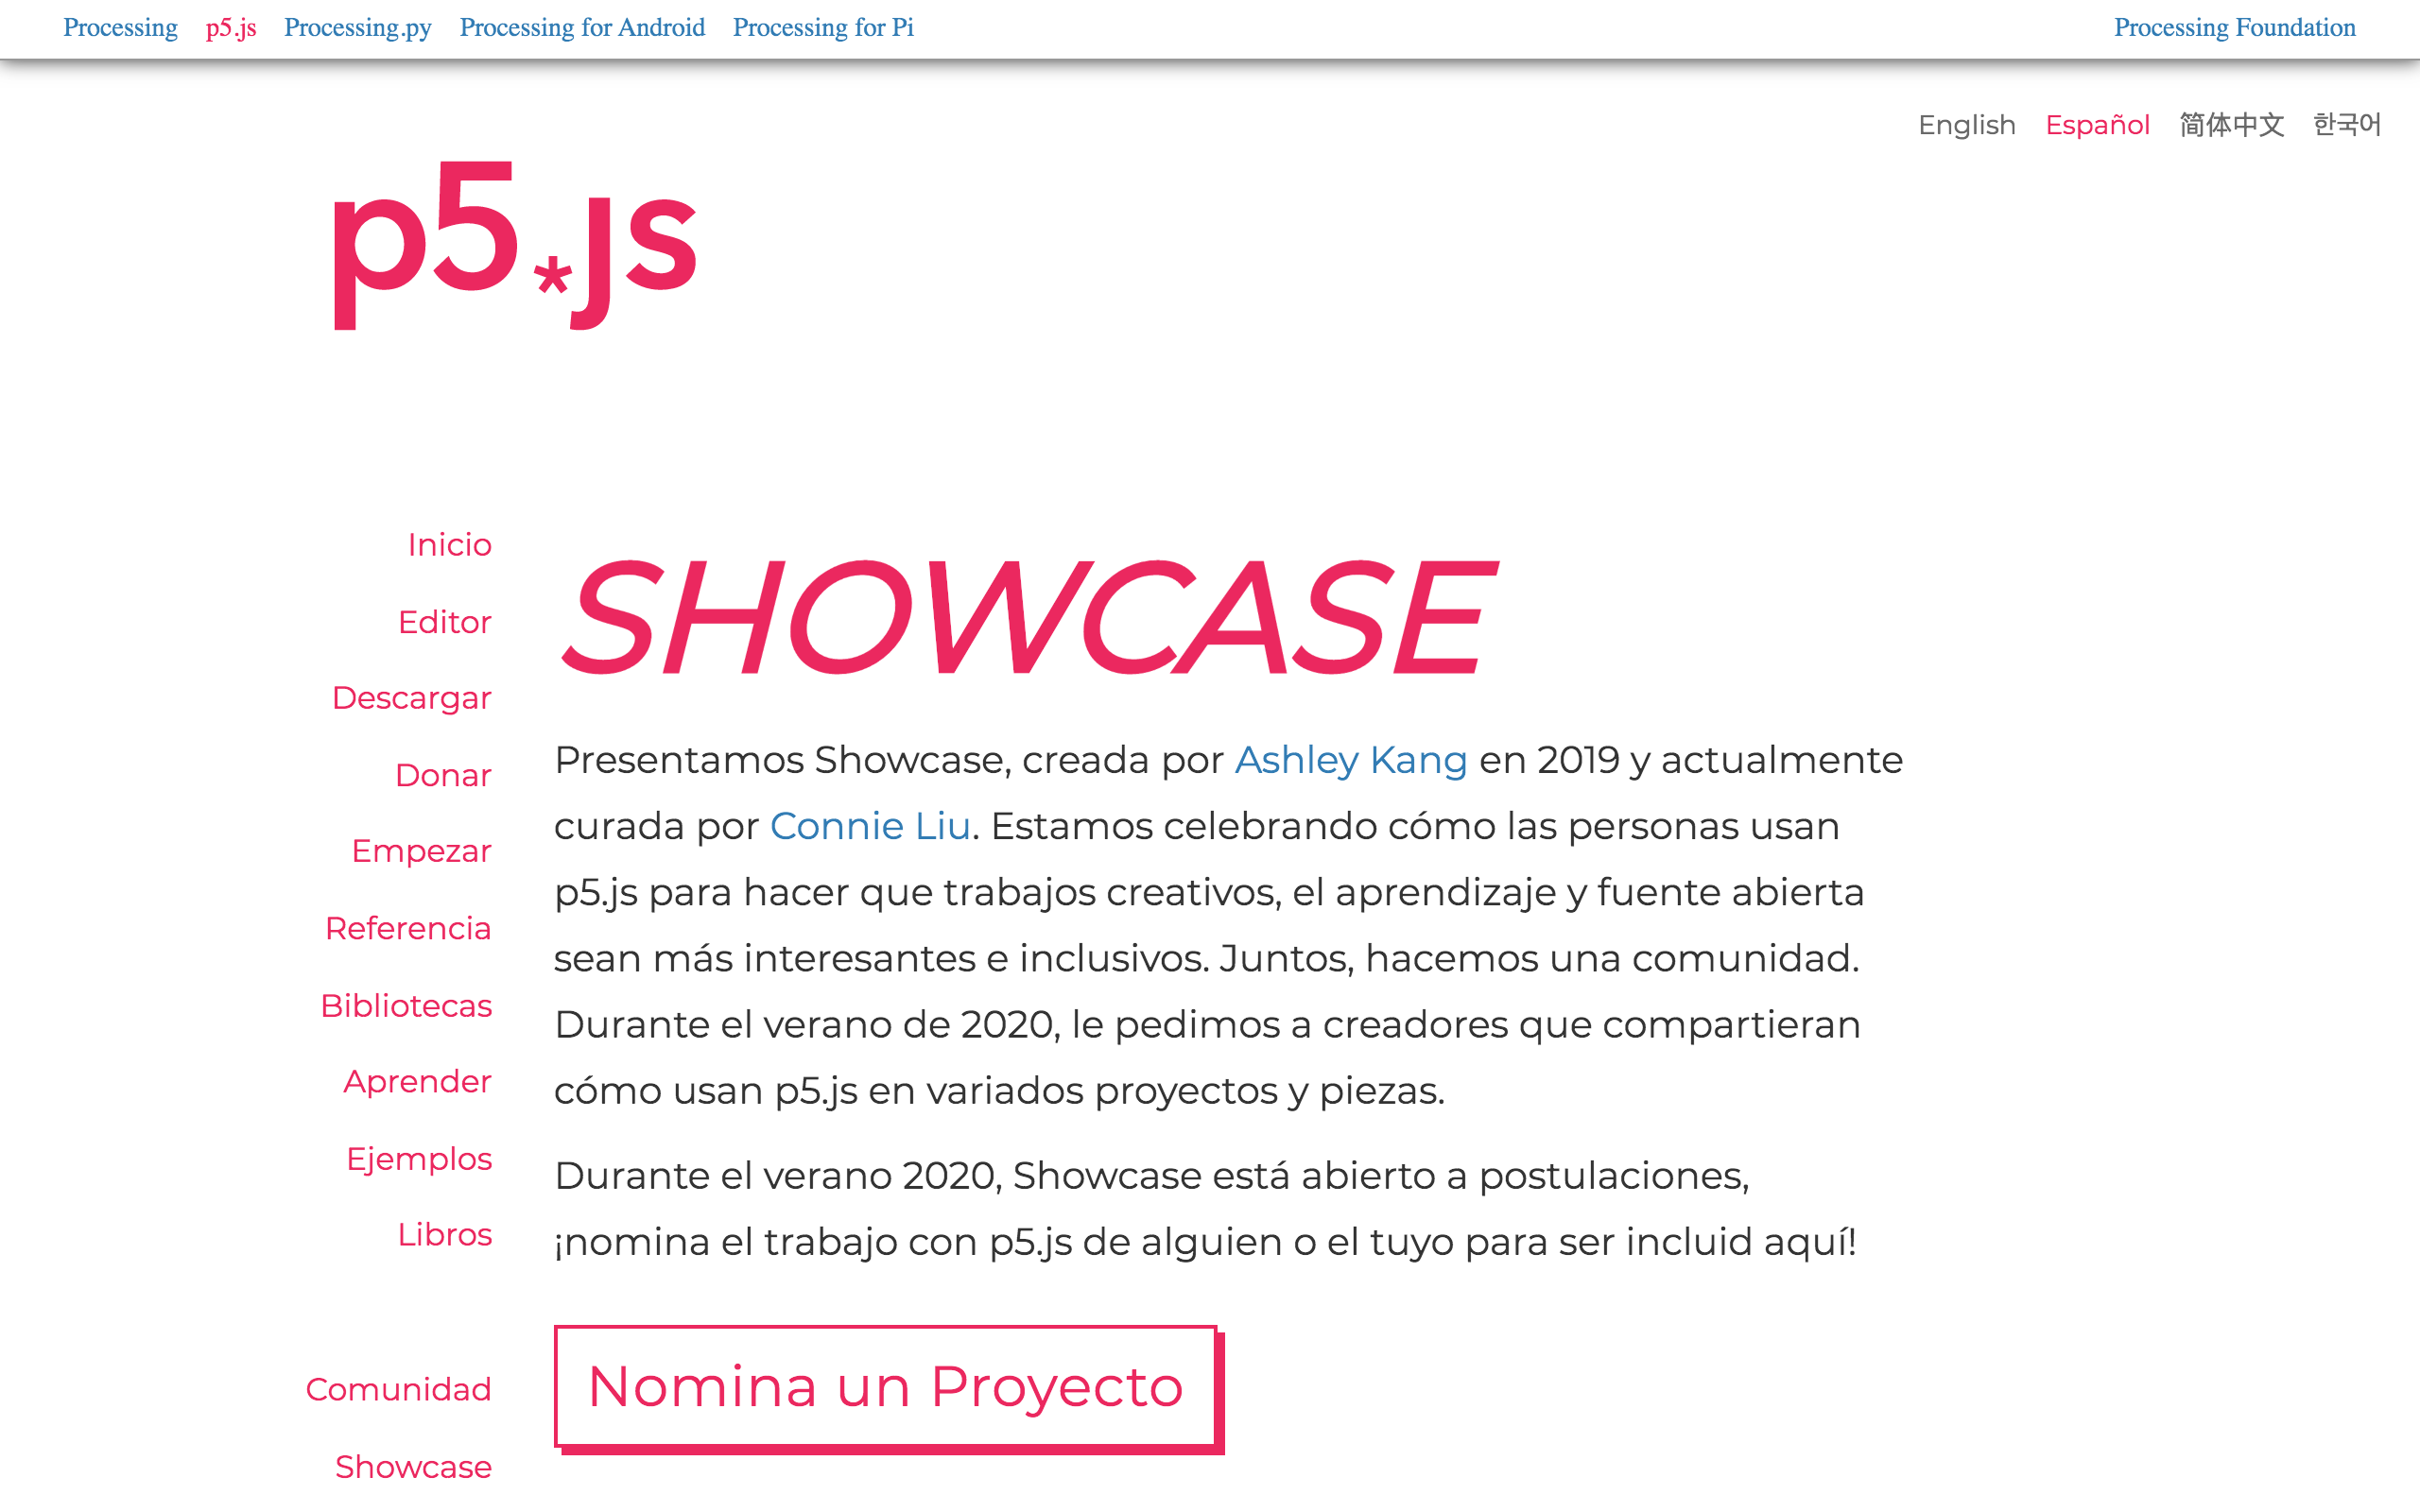 Processing p5.js Processing.py Processing for Android Processing for Pi Processing Foundation
English Español 简体中文 한국어
p5*js
Inicio
Editor
Descargar
Donar
Empezar
Referencia
Bibliotecas
Aprender
Ejemplos
Libros
Comunidad
Showcase
SHOWCASE
Presentamos Showcase, creada por Ashley Kang en 2019 y actualmente
curada por Connie Liu. Estamos celebrando cómo las personas usan
p5.js para hacer que trabajos creativos, el aprendizaje y fuente abierta
sean más interesantes e inclusivos. Juntos, hacemos una comunidad.
Durante el verano de 2020, le pedimos a creadores que compartieran
cómo usan p5.js en variados proyectos y piezas.
Durante el verano 2020, Showcase está abierto a postulaciones,
¡nomina el trabajo con p5.js de alguien o el tuyo para ser incluid aquí!
Nomina un Proyecto